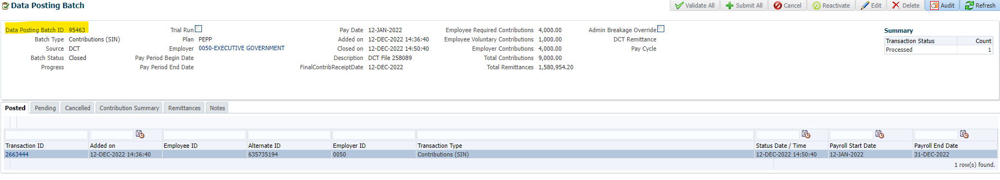 Data Posting Batch
Validate All Submit All Cancel Reactivate Edit Delete Audit Refresh
Data Posting Batch ID 95463 Trial Run Pay Date 12-JAN-2022 Employee Required Contributions 4,000.00 Admin Breakage Override
Summary
Batch Type Contributions (SIN) Plan PEPP Added on 12-DEC-2022 14:36:40 Employee Voluntary Contributions 1,000.00 DCT Remittance
Transaction Status Count
Source DCT Employer 0050-EXECUTIVE GOVERNMENT Closed on 12-DEC-2022 14:50:40 Employer Contributions 4,000.00 Pay Cycle
Processed 1
Batch Status Closed Pay Period Begin Date Description DCT File 258089 Total Contributions 9,000.00
Progress Pay Period End Date FinalContribReceiptDate 12-DEC-2022 Total Remittances 1,580,954.20
Posted Pending Cancelled Contribution Summary Remittances Notes
Transaction ID Added on Employee ID Alternate ID Employer ID Transaction Type Status Date / Time Payroll Start Date Payroll End Date
2663444 12-DEC-2022 14:36:40 635735194 0050 Contributions (SIN) 12-DEC-2022 14:50:40 12-JAN-2022 31-DEC-2022
1 row(s) found.